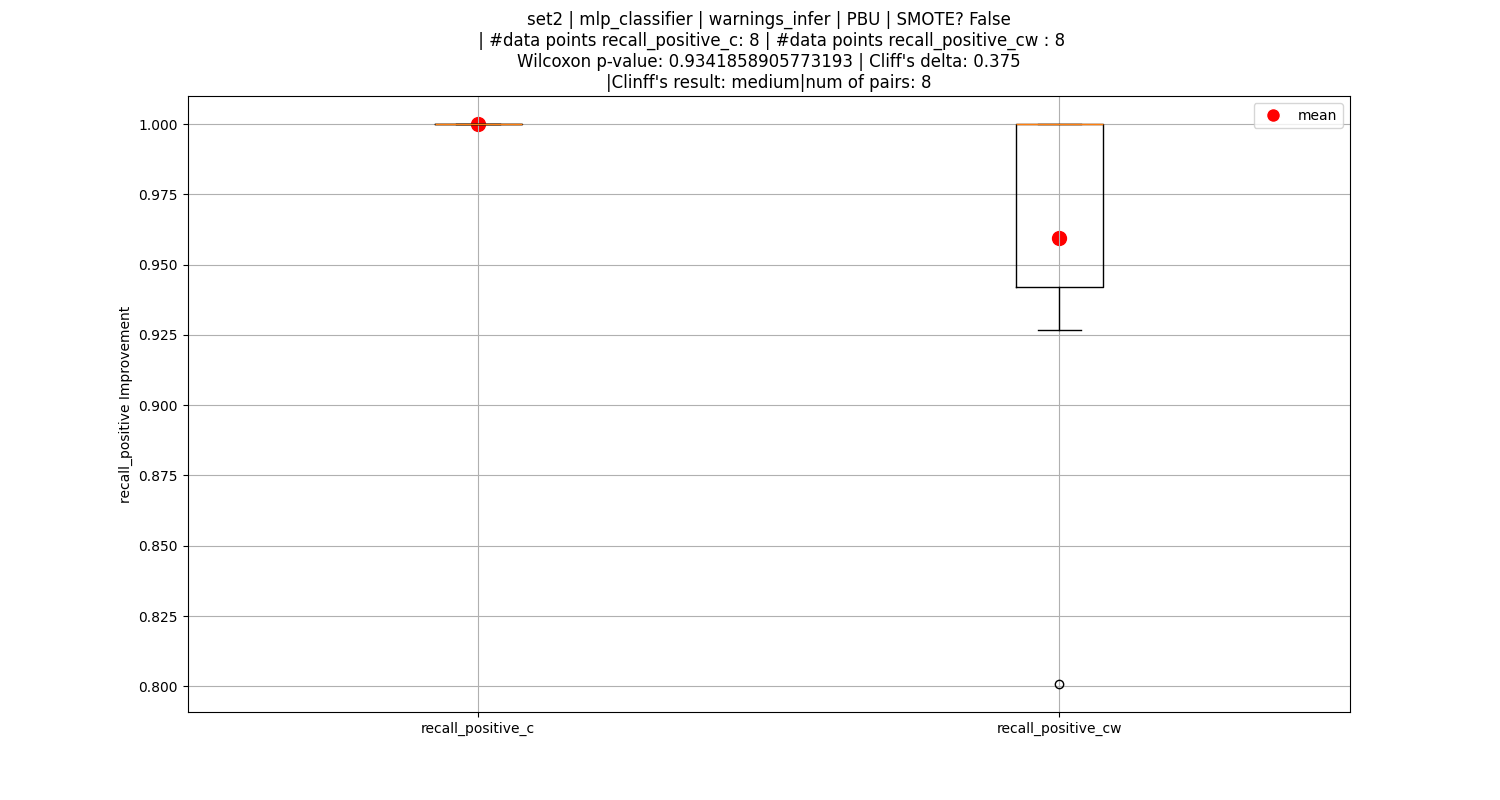 set2 | mlp_classifier | warnings_infer | PBU | SMOTE? False
| #data points recall_positive_c: 8 | #data points recall_positive_cw : 8
Wilcoxon p-value: 0.9341858905773193 | Cliff's delta: 0.375
|Clinff's result: medium|num of pairs: 8
mean
1.000
0.975
0.950
0.925
0.900
0.875
0.850
0.825
0.800
recall_positive Improvement
recall_positive_c
recall_positive_cw